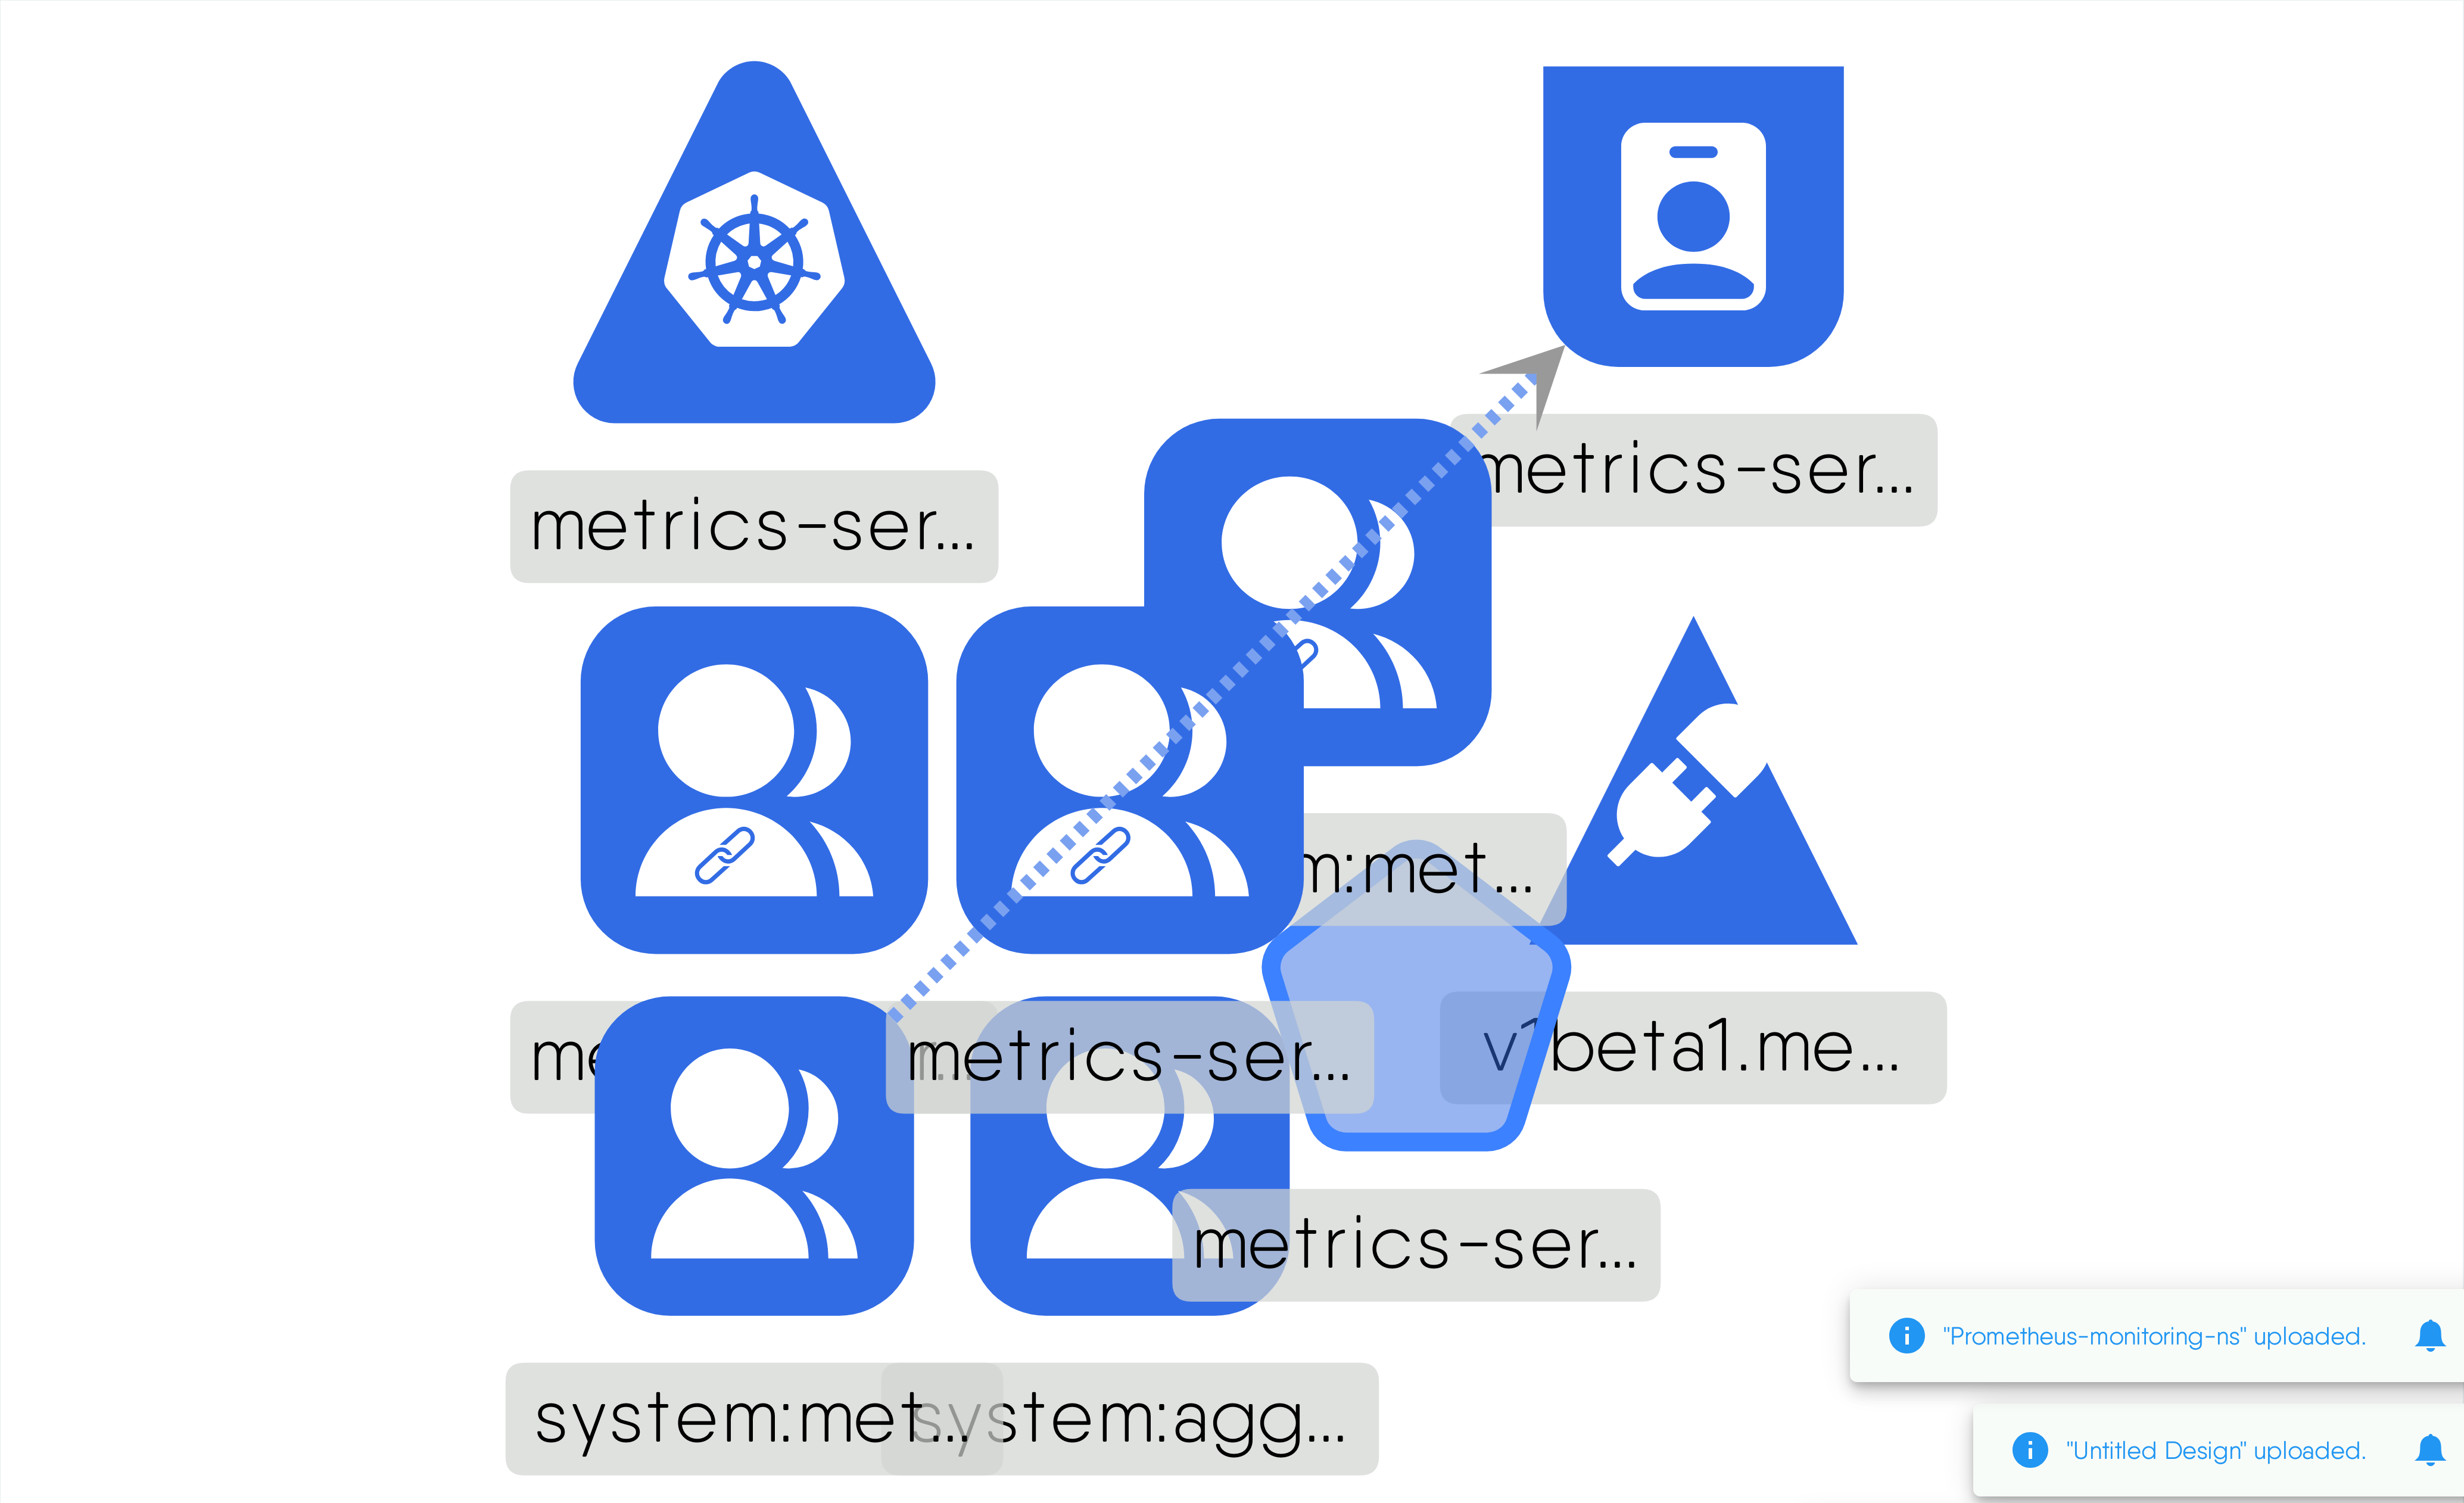 metrics-ser...
metrics-ser...
m:met...
metrics-ser...
v1beta1.me...
metrics-ser...
"Prometheus-monitoring-ns" uploaded.
system:met...
system:agg...
"Untitled Design" uploaded.